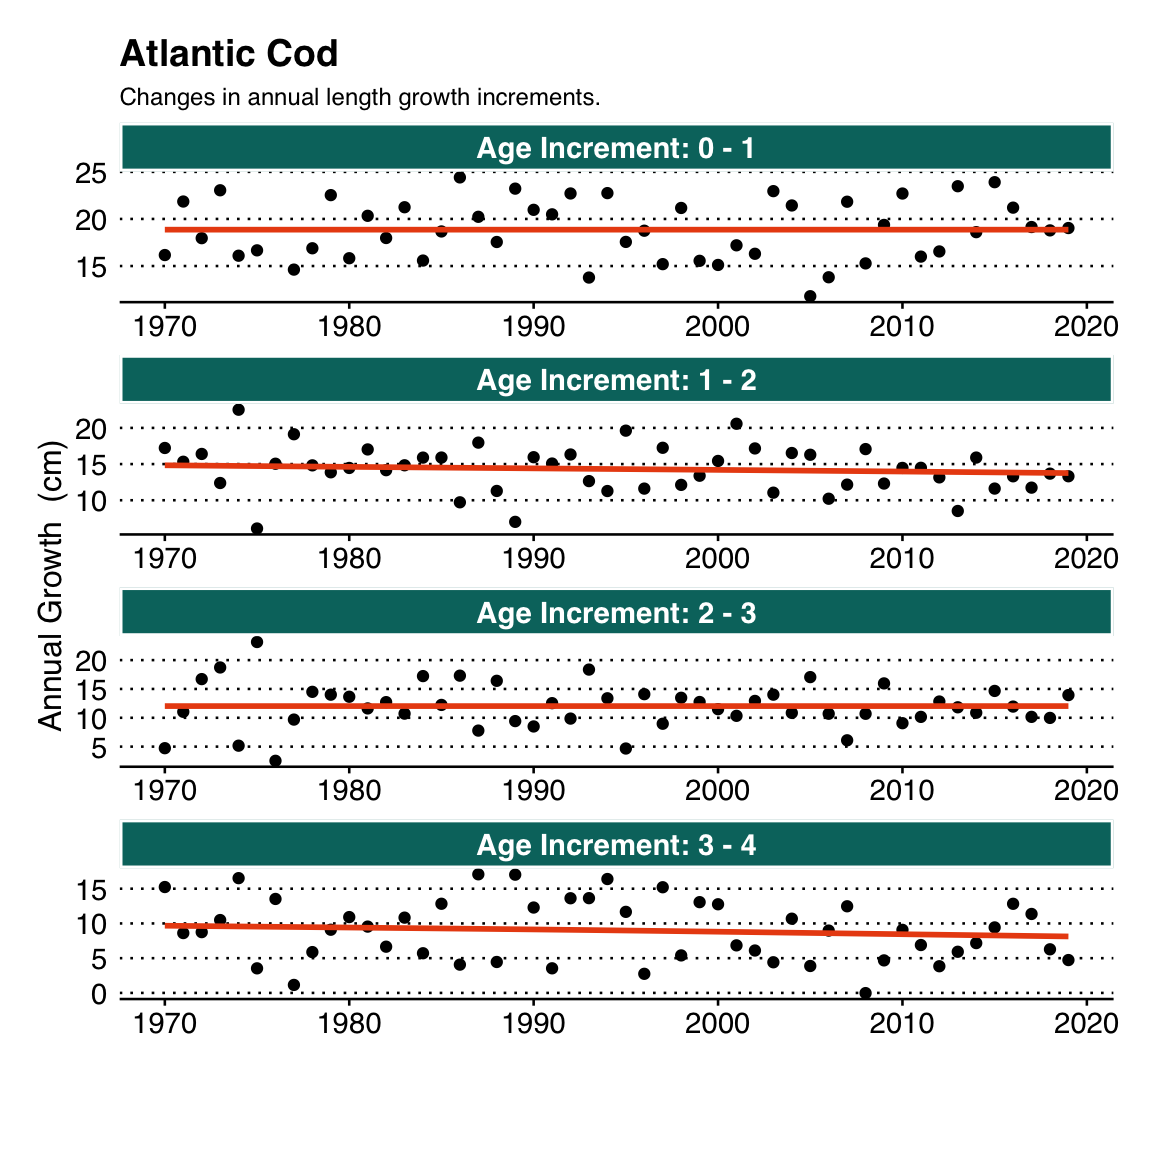 Atlantic Cod
Changes in annual length growth increments.
Annual Growth (cm)
Age Increment: 0 - 1
25
20
15
1970 1980 1990 2000 2010 2020
Age Increment: 1 - 2
20
15
10
1970 1980 1990 2000 2010 2020
Age Increment: 2 - 3
20
15
10
5
1970 1980 1990 2000 2010 2020
Age Increment: 3 - 4
15
10
5
0
1970 1980 1990 2000 2010 2020